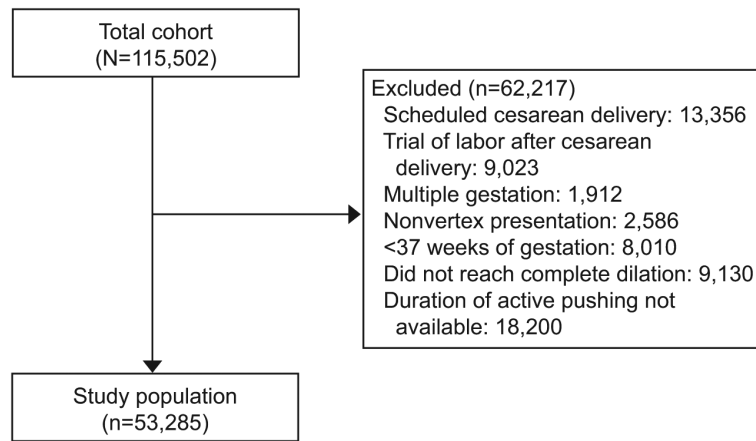 Total cohort
(N=115,502)
Excluded (n=62,217)
Scheduled cesarean delivery: 13,356
Trial of labor after cesarean
delivery: 9,023
Multiple gestation: 1,912
Nonvertex presentation: 2,586
<37 weeks of gestation: 8,010
Did not reach complete dilation: 9,130
Duration of active pushing not
available: 18,200
Study population
(n=53,285)